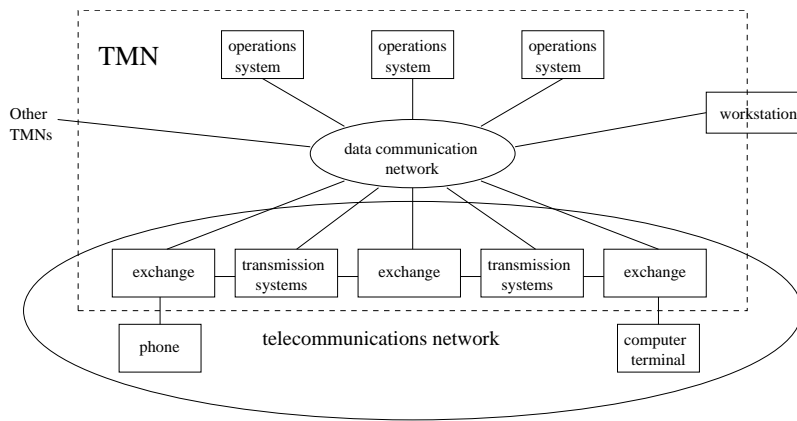 TMN
operations
system
operations
system
operations
system
Other
TMNs
workstation
data communication
network
exchange
transmission
systems
exchange
transmission
systems
exchange
phone
telecommunications network
computer
terminal